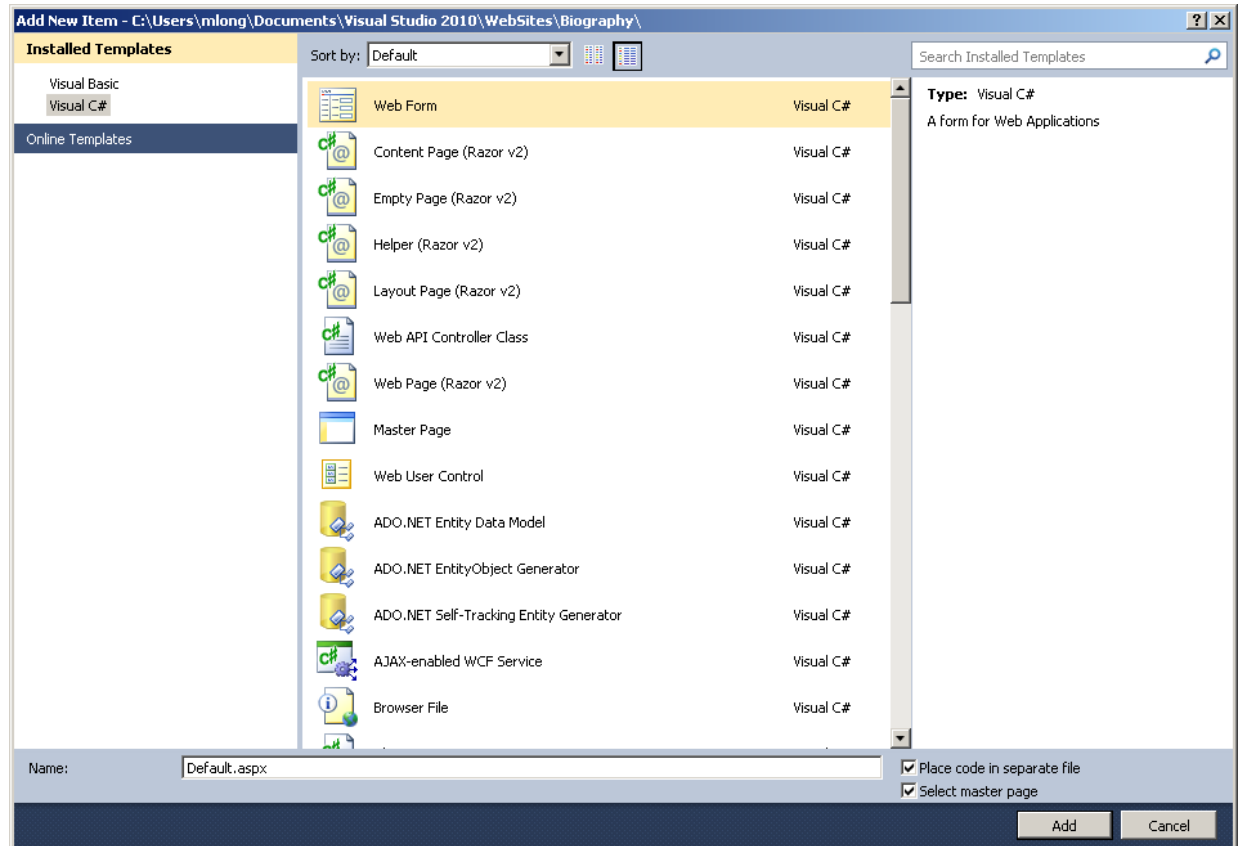 Add New Item - C:\Users\mlong\Documents\Visual Studio 2010\WebSites\Biography\
Installed Templates
Visual Basic
Visual C#
Online Templates
Sort by: Default
Search Installed Templates
Web Form Visual C#
Content Page (Razor v2) Visual C#
Empty Page (Razor v2) Visual C#
Helper (Razor v2) Visual C#
Layout Page (Razor v2) Visual C#
Web API Controller Class Visual C#
Web Page (Razor v2) Visual C#
Master Page Visual C#
Web User Control Visual C#
ADO.NET Entity Data Model Visual C#
ADO.NET EntityObject Generator Visual C#
ADO.NET Self-Tracking Entity Generator Visual C#
AJAX-enabled WCF Service Visual C#
Browser File Visual C#
Type: Visual C#
A form for Web Applications
Name: Default.aspx
Place code in separate file
Select master page
Add Cancel